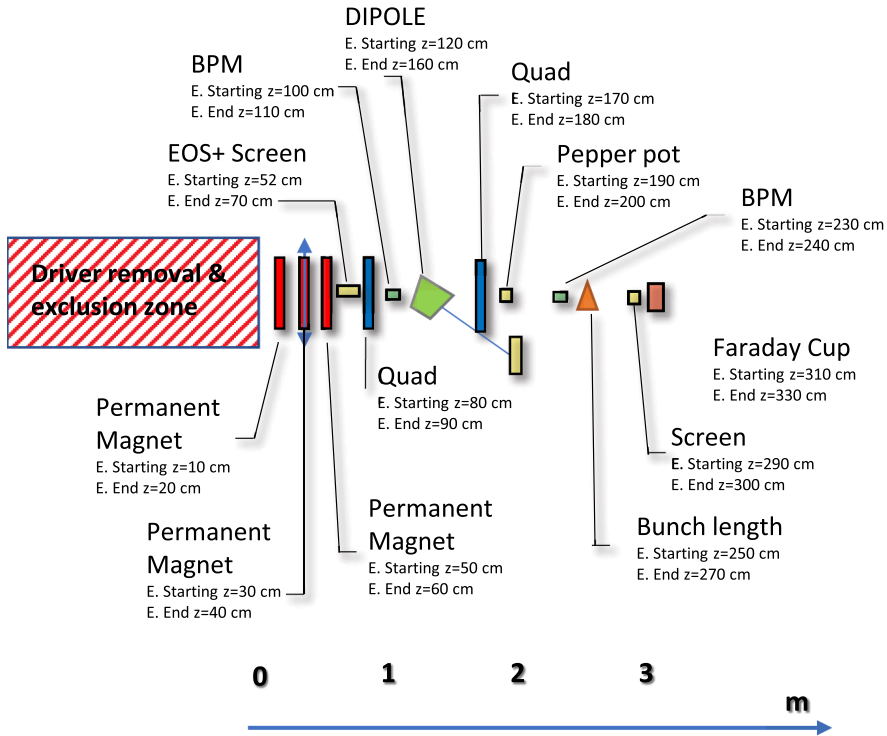 DIPOLE
E. Starting z=120 cm
E. End z=160 cm
BPM
E. Starting z=100 cm
E. End z=110 cm
Quad
E. Starting z=170 cm
E. End z=180 cm
EOS+ Screen
E. Starting z=52 cm
E. End z=70 cm
Pepper pot
E. Starting z=190 cm
E. End z=200 cm
BPM
E. Starting z=230 cm
E. End z=240 cm
Driver removal &
exclusion zone
Faraday Cup
E. Starting z=310 cm
E. End z=330 cm
Quad
E. Starting z=80 cm
E. End z=90 cm
Permanent
Magnet
E. Starting z=10 cm
E. End z=20 cm
Screen
E. Starting z=290 cm
E. End z=300 cm
Permanent
Magnet
E. Starting z=50 cm
E. End z=60 cm
Bunch length
E. Starting z=250 cm
E. End z=270 cm
Permanent
Magnet
E. Starting z=30 cm
E. End z=40 cm
0 1 2 3
m